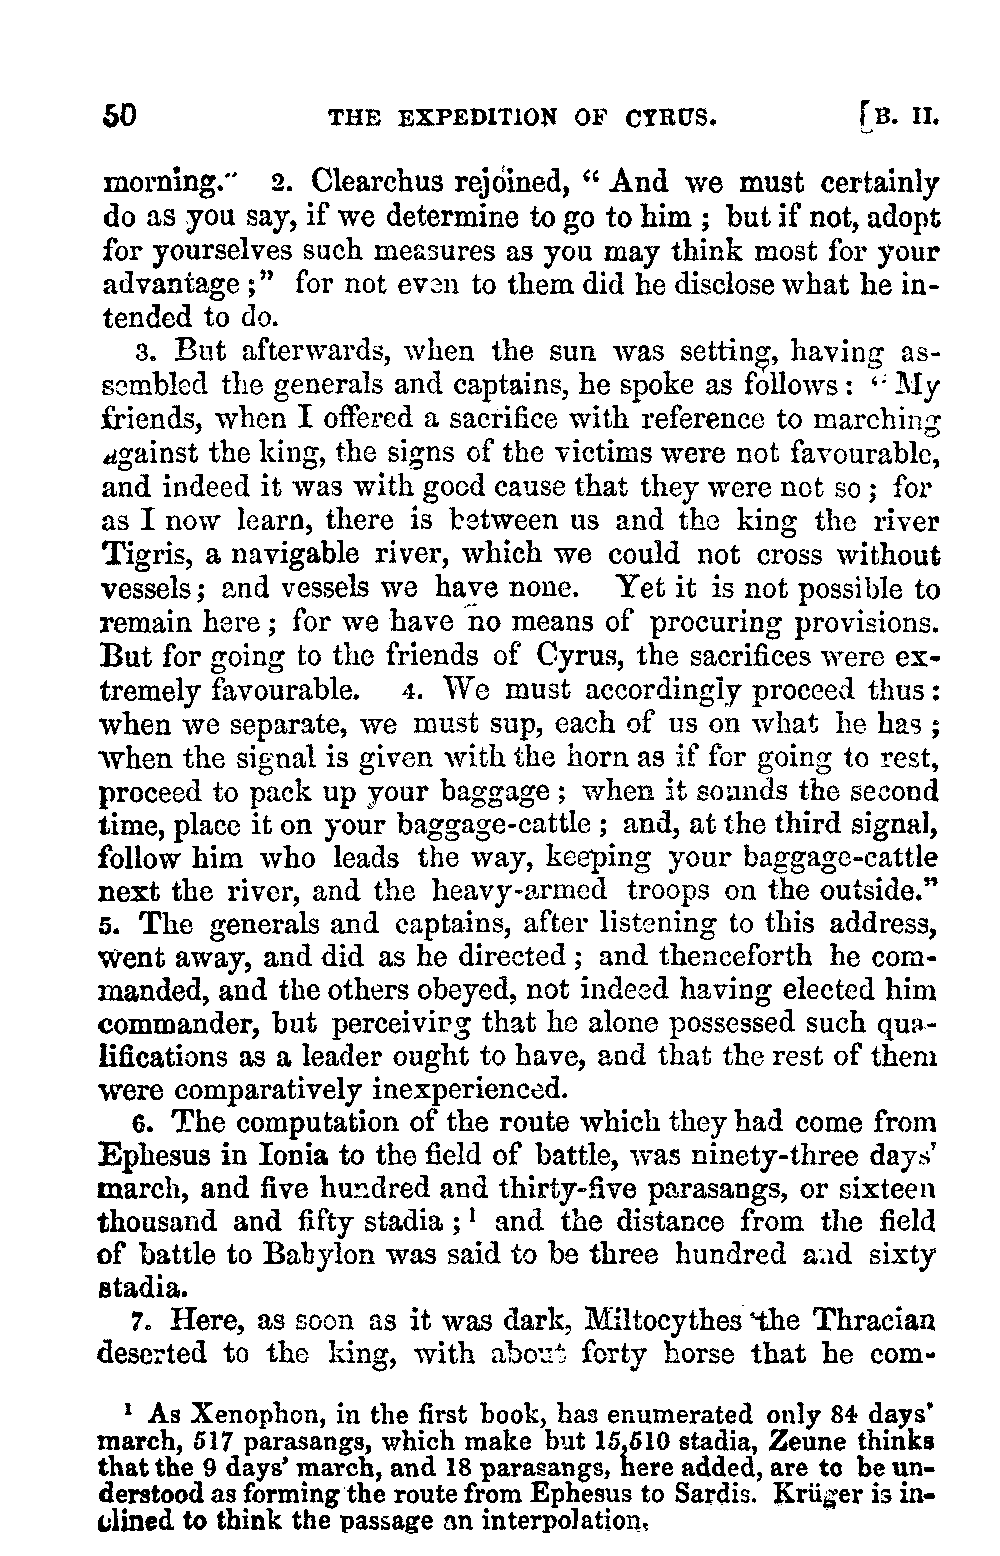 50 THE EXPEDITION OF CYRUS. [B. II.
morning." 2. Clearchus rejoined, "And we must certainly
do as you say, if we determine to go to him; but if not, adopt
for yourselves such measures as you may think most for your
advantage;" for not even to them did he disclose what he in-
tended to do.
3. But afterwards, when the sun was setting, having as-
sembled the generals and captains, he spoke as follows: "My
friends, when I offered a sacrifice with reference to marching
against the king, the signs of the victims were not favourable,
and indeed it was with good cause that they were not so; for
as I now learn, there is between us and the king the river
Tigris, a navigable river, which we could not cross without
vessels; and vessels we have none. Yet it is not possible to
remain here; for we have no means of procuring provisions.
But for going to the friends of Cyrus, the sacrifices were ex-
tremely favourable. 4. We must accordingly proceed thus:
when we separate, we must sup, each of us on what he has;
when the signal is given with the horn as if for going to rest,
proceed to pack up your baggage; when it sounds the second
time, place it on your baggage-cattle; and, at the third signal,
follow him who leads the way, keeping your baggage-cattle
next the river, and the heavy-armed troops on the outside."
5. The generals and captains, after listening to this address,
went away, and did as he directed; and thenceforth he com-
manded, and the others obeyed, not indeed having elected him
commander, but perceiving that he alone possessed such qua-
lifications as a leader ought to have, and that the rest of them
were comparatively inexperienced.
6. The computation of the route which they had come from
Ephesus in Ionia to the field of battle, was ninety-three days'
march, and five hundred and thirty-five parasangs, or sixteen
thousand and fifty stadia;¹ and the distance from the field
of battle to Babylon was said to be three hundred and sixty
stadia.
7. Here, as soon as it was dark, Miltocythes the Thracian
deserted to the king, with about forty horse that he com-
¹ As Xenophon, in the first book, has enumerated only 84 days'
march, 517 parasangs, which make but 15,510 stadia, Zeune thinks
that the 9 days' march, and 18 parasangs, here added, are to be un-
derstood as forming the route from Ephesus to Sardis. Krüger is in-
clined to think the passage an interpolation.